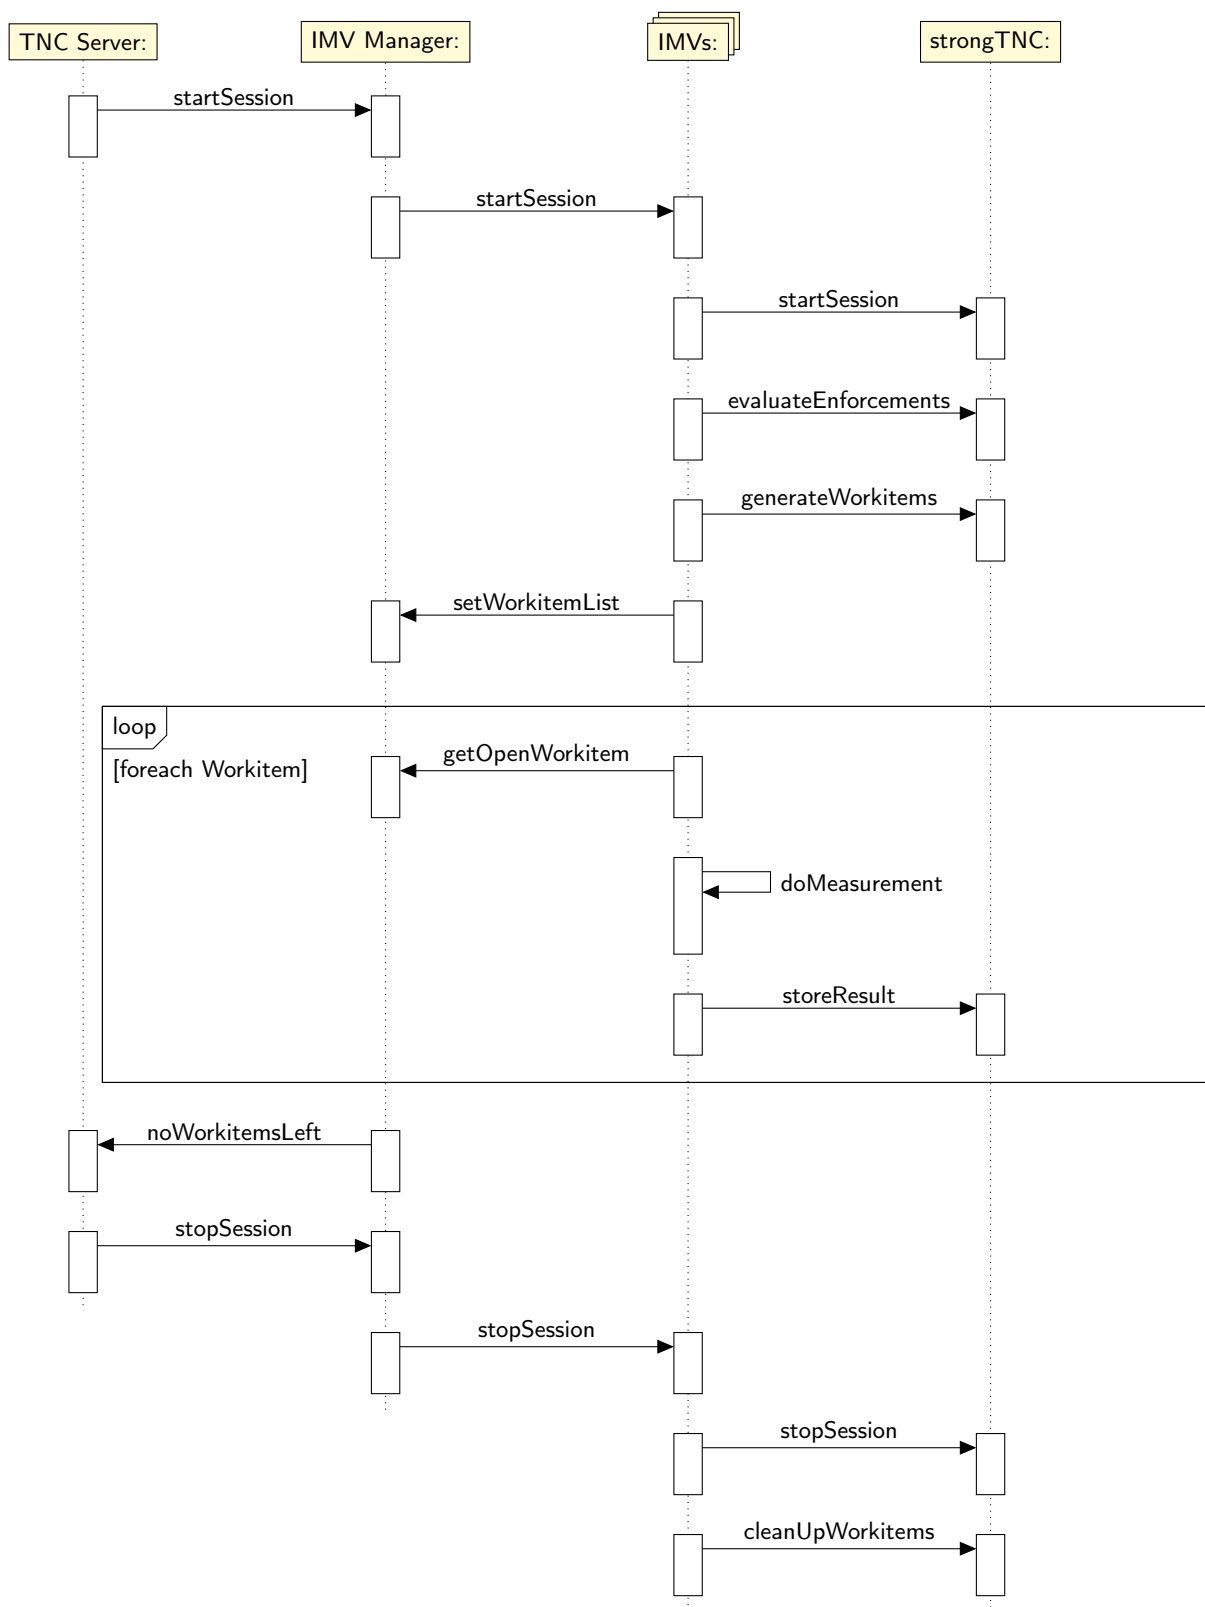 TNC Server:
IMV Manager:
IMVs:
strongTNC:
startSession
startSession
startSession
evaluateEnforcements
generateWorkitems
setWorkitemList
loop
[foreach Workitem]
getOpenWorkitem
doMeasurement
storeResult
noWorkitemsLeft
stopSession
stopSession
stopSession
cleanUpWorkitems